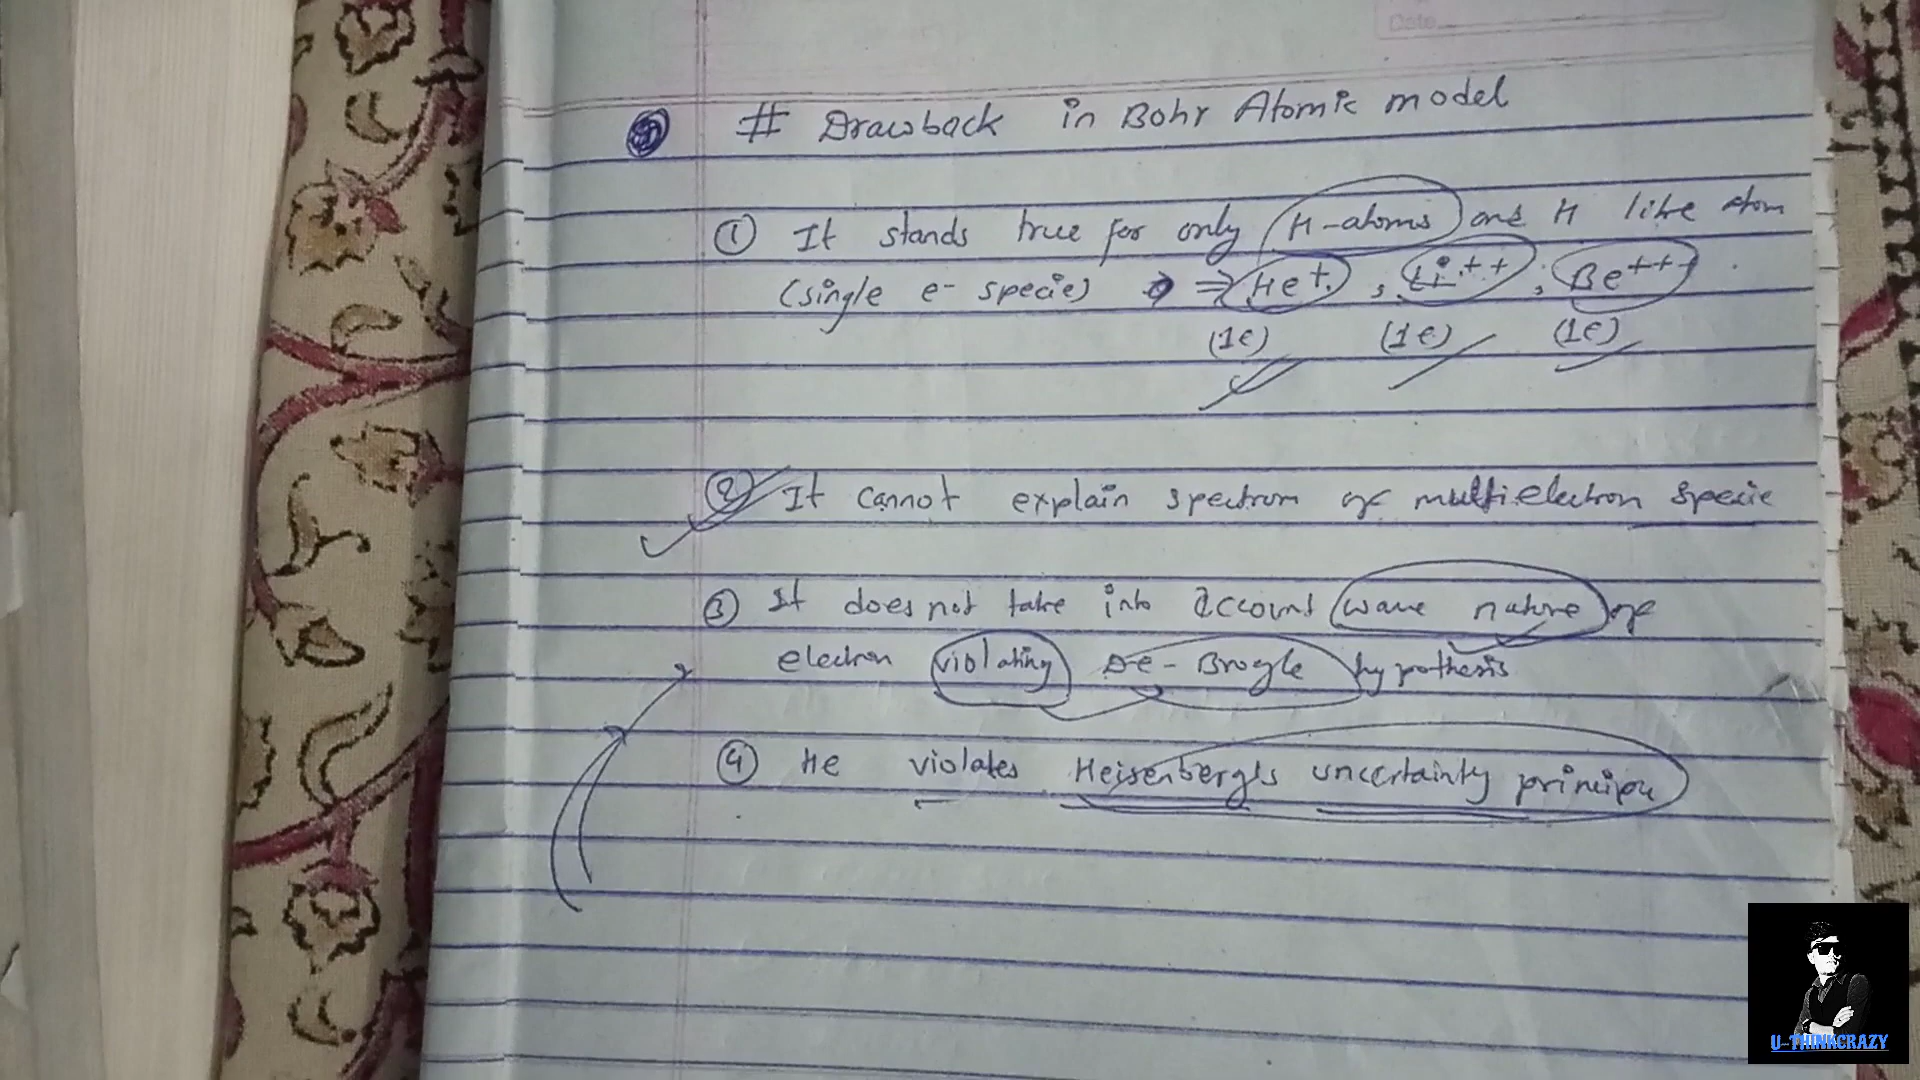 Date
# Drawback in Bohr Atomic model
① It stands true for only H-atoms and H like atom
(single e- specie) ⇒ He+, Li++; Be+++
(1e) (1e) (1e)
② It cannot explain spectrum of multielectron specie
③ It does not take into account wave nature of
electron violating De-Brogle hypothesis
④ He violates Heisenberg's uncertainty principle
U-THINKCRAZY